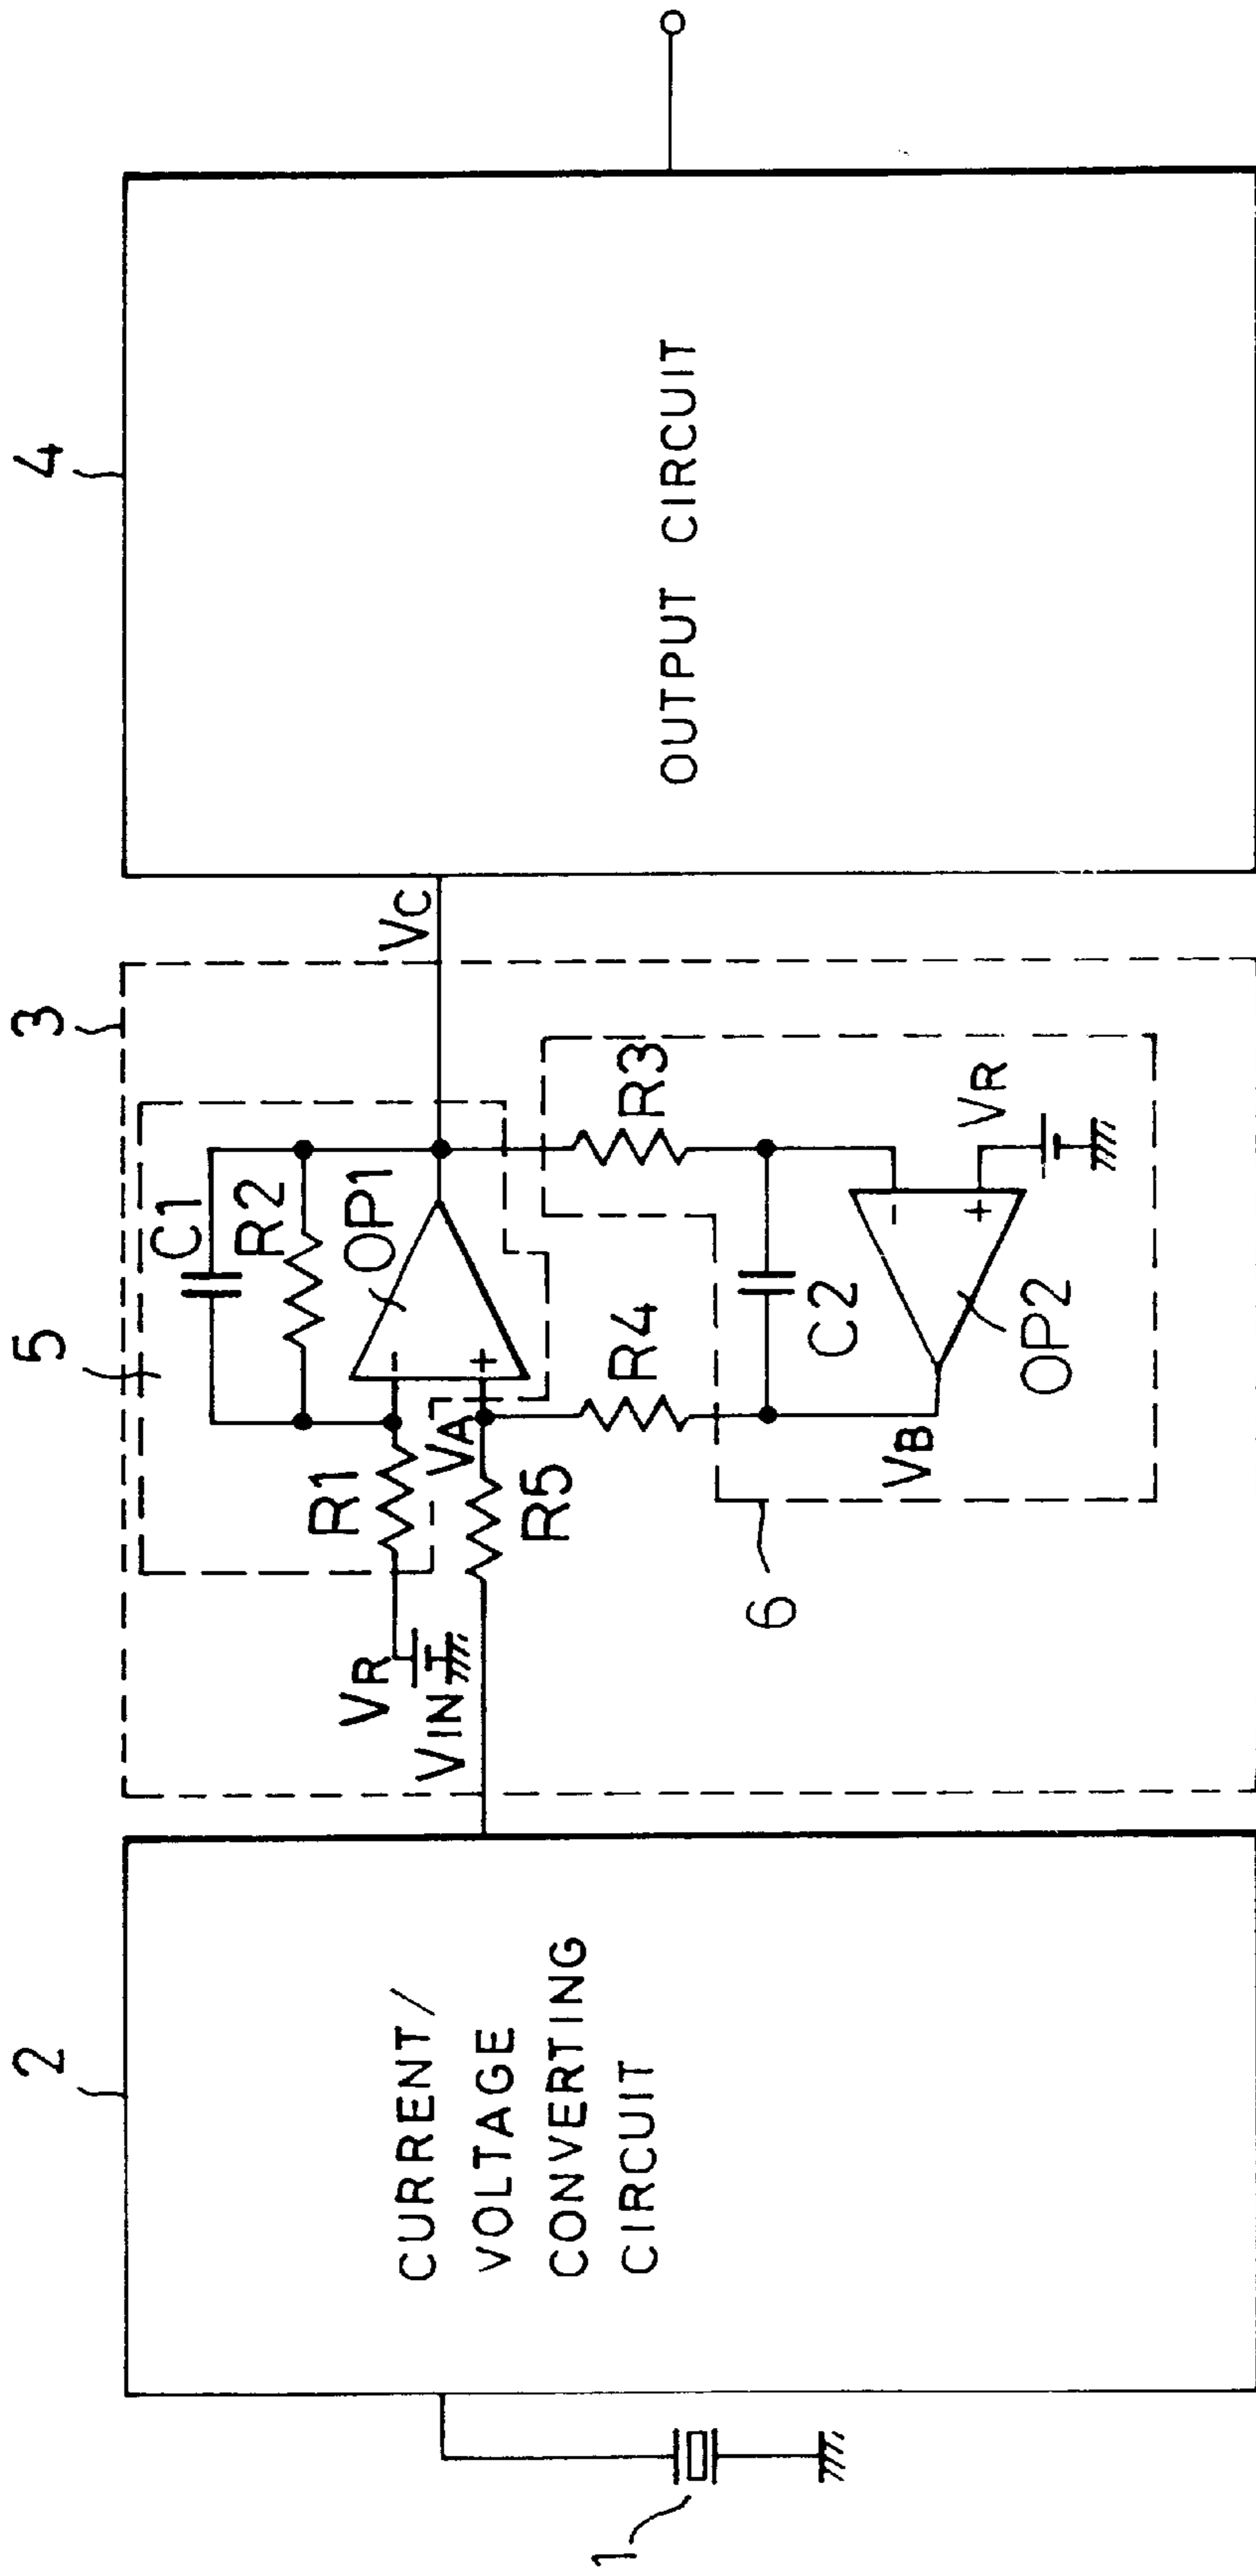 2
3
4
5
CURRENT/
VOLTAGE
CONVERTING
CIRCUIT
1
VR
VIN
R1
VA
R5
C1
R2
OP1
-
+
VC
R4
R3
C2
VB
OP2
-
+
VR
6
OUTPUT CIRCUIT